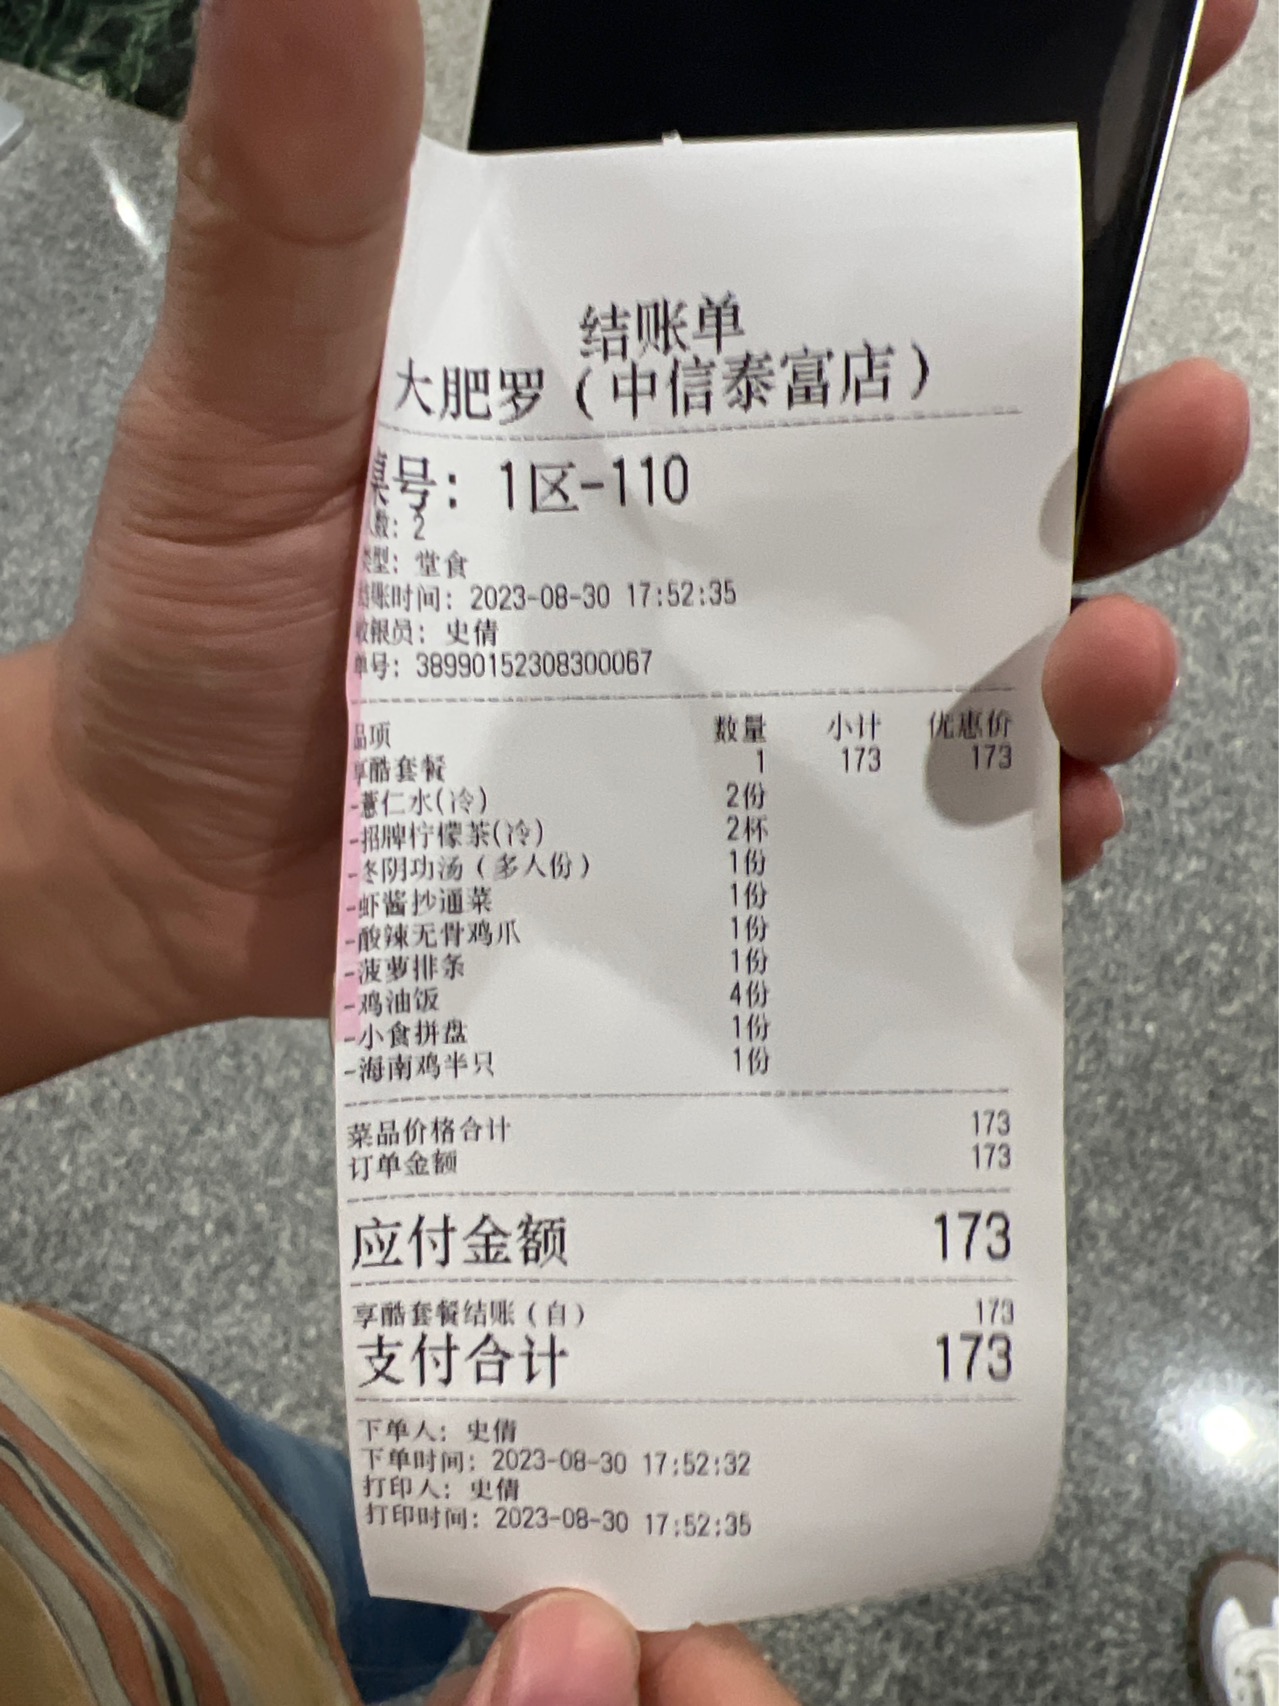 结账单
大肥罗（中信泰富店）
桌号：1区-110
人数：2
类型：堂食
结账时间：2023-08-30 17:52:35
收银员：史倩
单号：38990152308300067
品项 数量 小计 优惠价
享酷套餐 1 173 173
-薏仁水(冷) 2份
-招牌柠檬茶(冷) 2杯
-冬阴功汤（多人份） 1份
-虾酱抄通菜 1份
-酸辣无骨鸡爪 1份
-菠萝排条 1份
-鸡油饭 4份
-小食拼盘 1份
-海南鸡半只 1份
菜品价格合计 173
订单金额 173
应付金额 173
享酷套餐结账（自） 173
支付合计 173
下单人：史倩
下单时间：2023-08-30 17:52:32
打印人：史倩
打印时间：2023-08-30 17:52:35